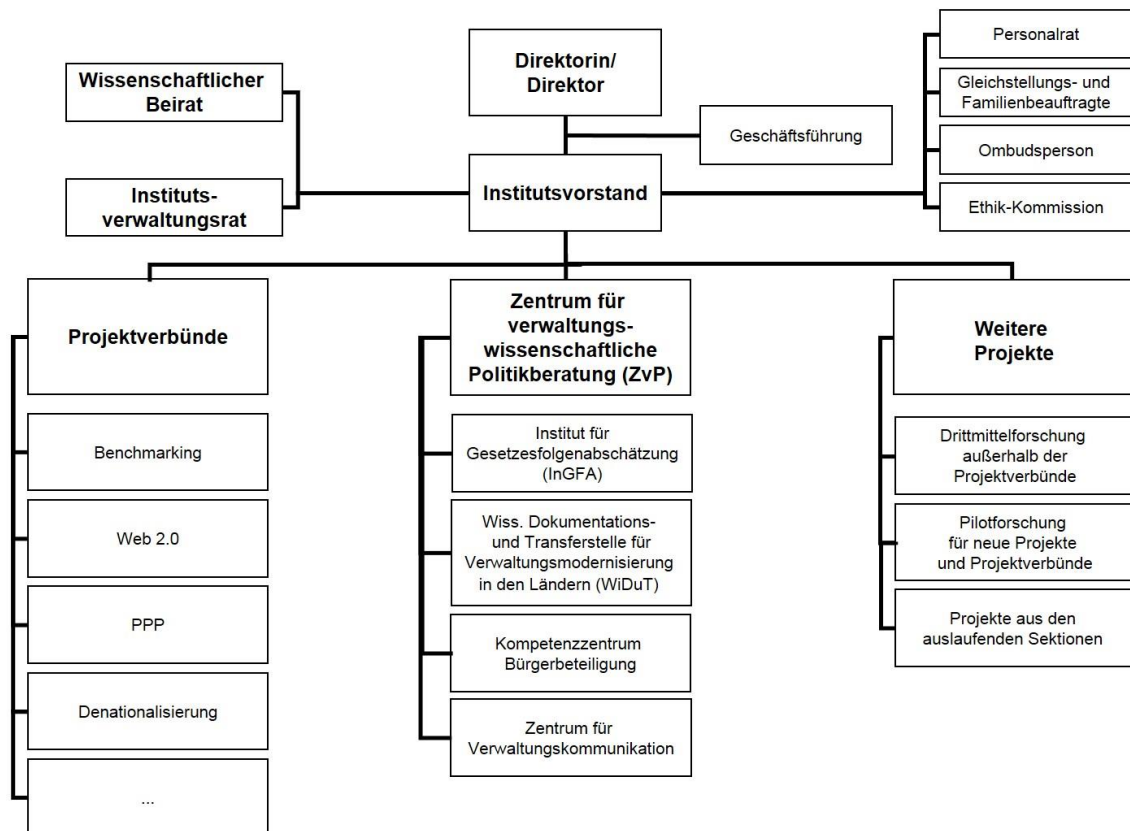 Direktorin/
Direktor
Wissenschaftlicher
Beirat
Instituts-
verwaltungsrat
Geschäftsführung
Institutsvorstand
Personalrat
Gleichstellungs- und
Familienbeauftragte
Ombudsperson
Ethik-Kommission
Projektverbünde
Benchmarking
Web 2.0
PPP
Denationalisierung
...
Zentrum für
verwaltungs-
wissenschaftliche
Politikberatung (ZvP)
Institut für
Gesetzesfolgenabschätzung
(InGFA)
Wiss. Dokumentations-
und Transferstelle für
Verwaltungsmodernisierung
in den Ländern (WiDuT)
Kompetenzzentrum
Bürgerbeteiligung
Zentrum für
Verwaltungskommunikation
Weitere
Projekte
Drittmittelforschung
außerhalb der
Projektverbünde
Pilotforschung
für neue Projekte
und Projektverbünde
Projekte aus den
auslaufenden Sektionen